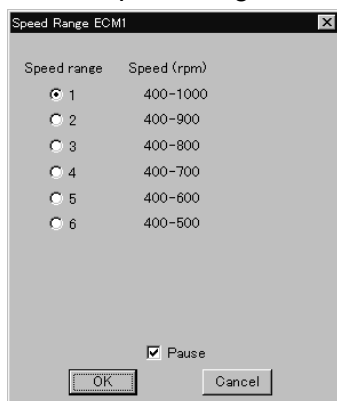 Speed Range ECM1
Speed range Speed (rpm)
1 400-1000
2 400-900
3 400-800
4 400-700
5 400-600
6 400-500
Pause
OK Cancel